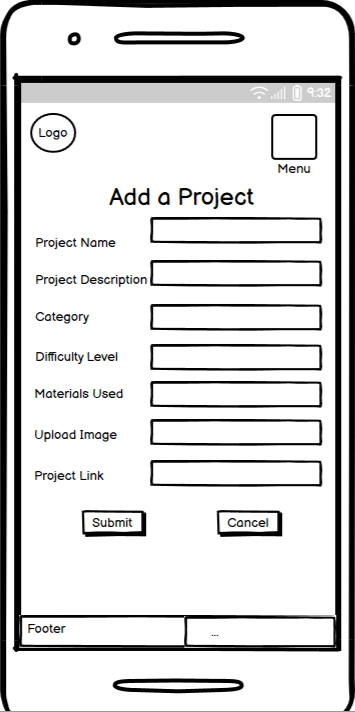 9:32
Logo
Menu
Add a Project
Project Name
Project Description
Category
Difficulty Level
Materials Used
Upload Image
Project Link
Submit Cancel
Footer ...